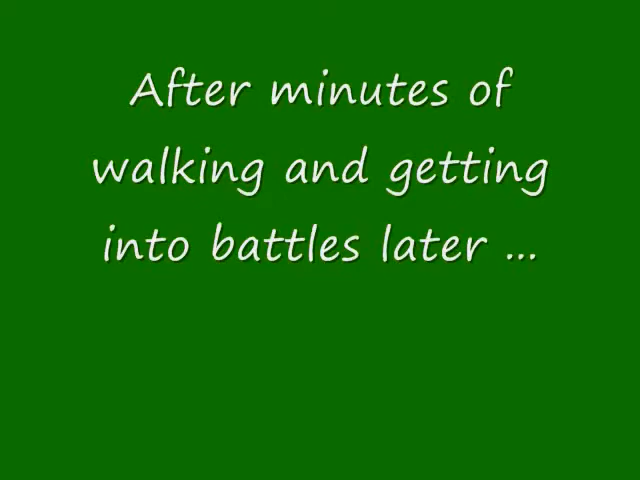 After minutes of
walking and getting
into battles later ...